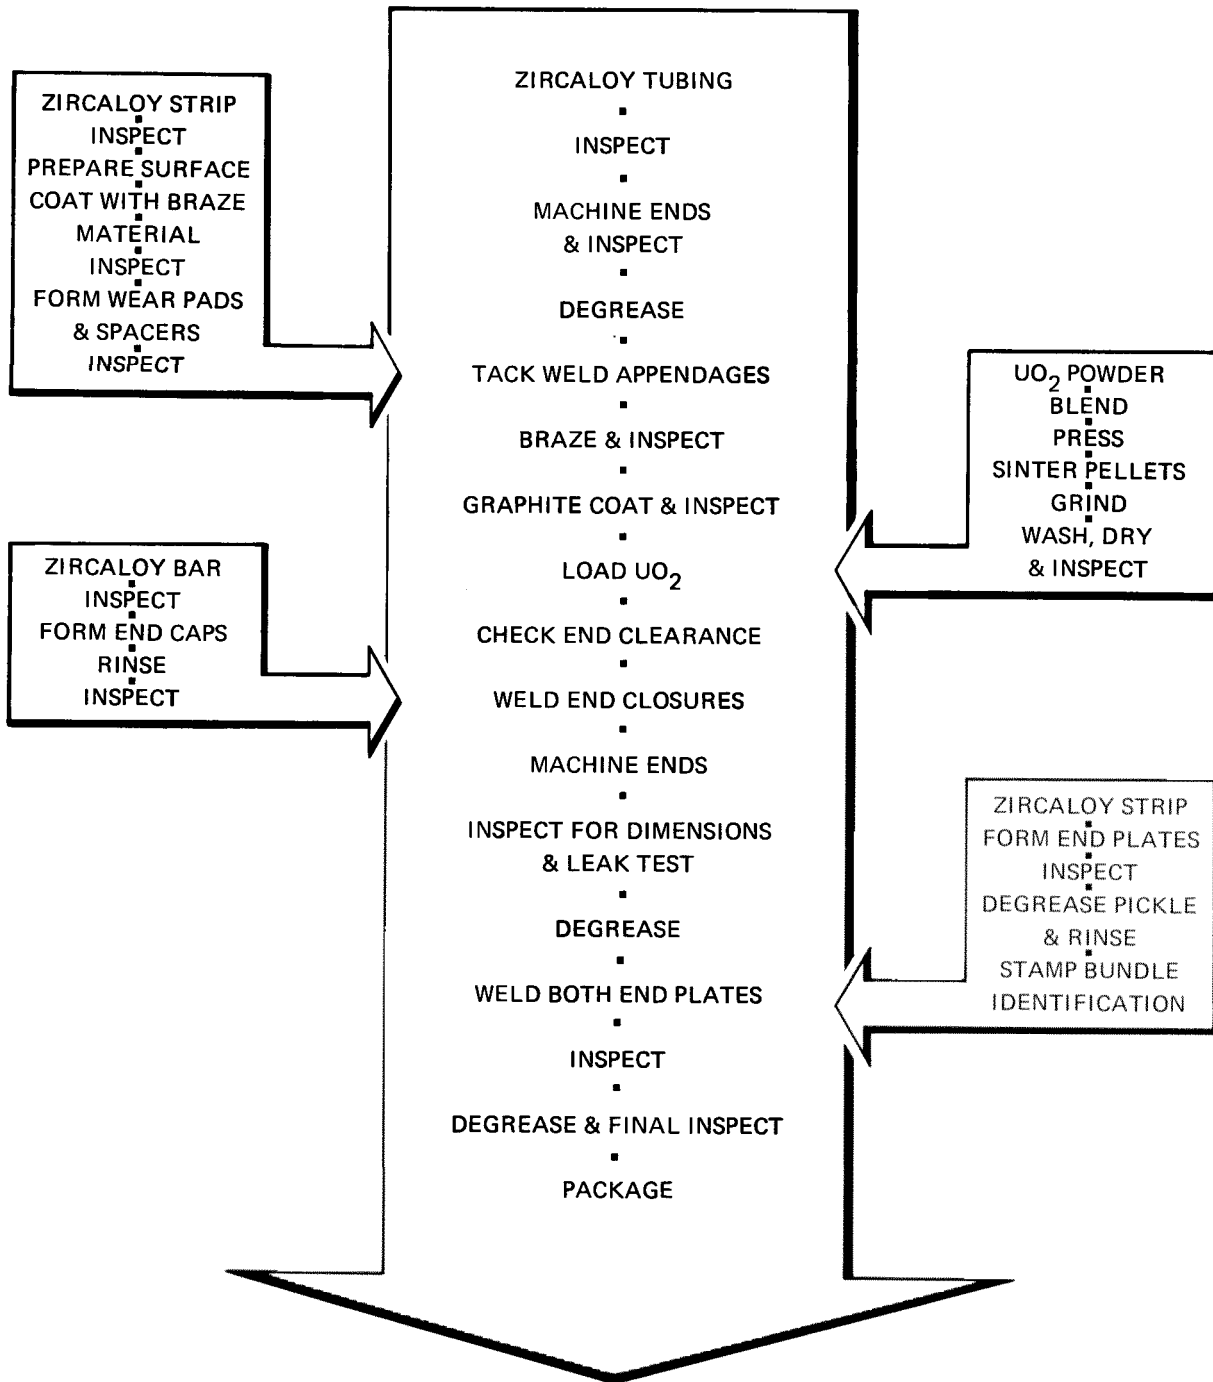 ZIRCALOY STRIP
INSPECT
PREPARE SURFACE
COAT WITH BRAZE
MATERIAL
INSPECT
FORM WEAR PADS
& SPACERS
INSPECT
ZIRCALOY BAR
INSPECT
FORM END CAPS
RINSE
INSPECT
ZIRCALOY TUBING
INSPECT
MACHINE ENDS
& INSPECT
DEGREASE
TACK WELD APPENDAGES
BRAZE & INSPECT
GRAPHITE COAT & INSPECT
LOAD UO₂
CHECK END CLEARANCE
WELD END CLOSURES
MACHINE ENDS
INSPECT FOR DIMENSIONS
& LEAK TEST
DEGREASE
WELD BOTH END PLATES
INSPECT
DEGREASE & FINAL INSPECT
PACKAGE
UO₂ POWDER
BLEND
PRESS
SINTER PELLETS
GRIND
WASH, DRY
& INSPECT
ZIRCALOY STRIP
FORM END PLATES
INSPECT
DEGREASE PICKLE
& RINSE
STAMP BUNDLE
IDENTIFICATION